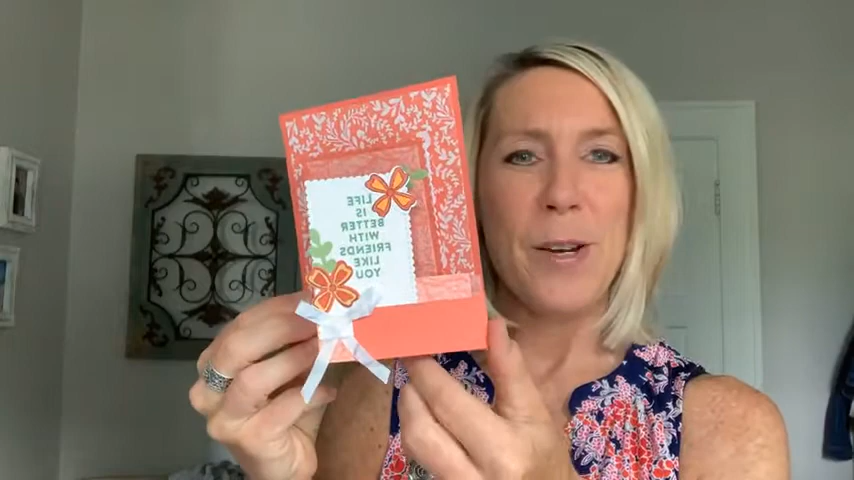 LIFE
IS
BETTER
WITH
FRIENDS
LIKE
YOU